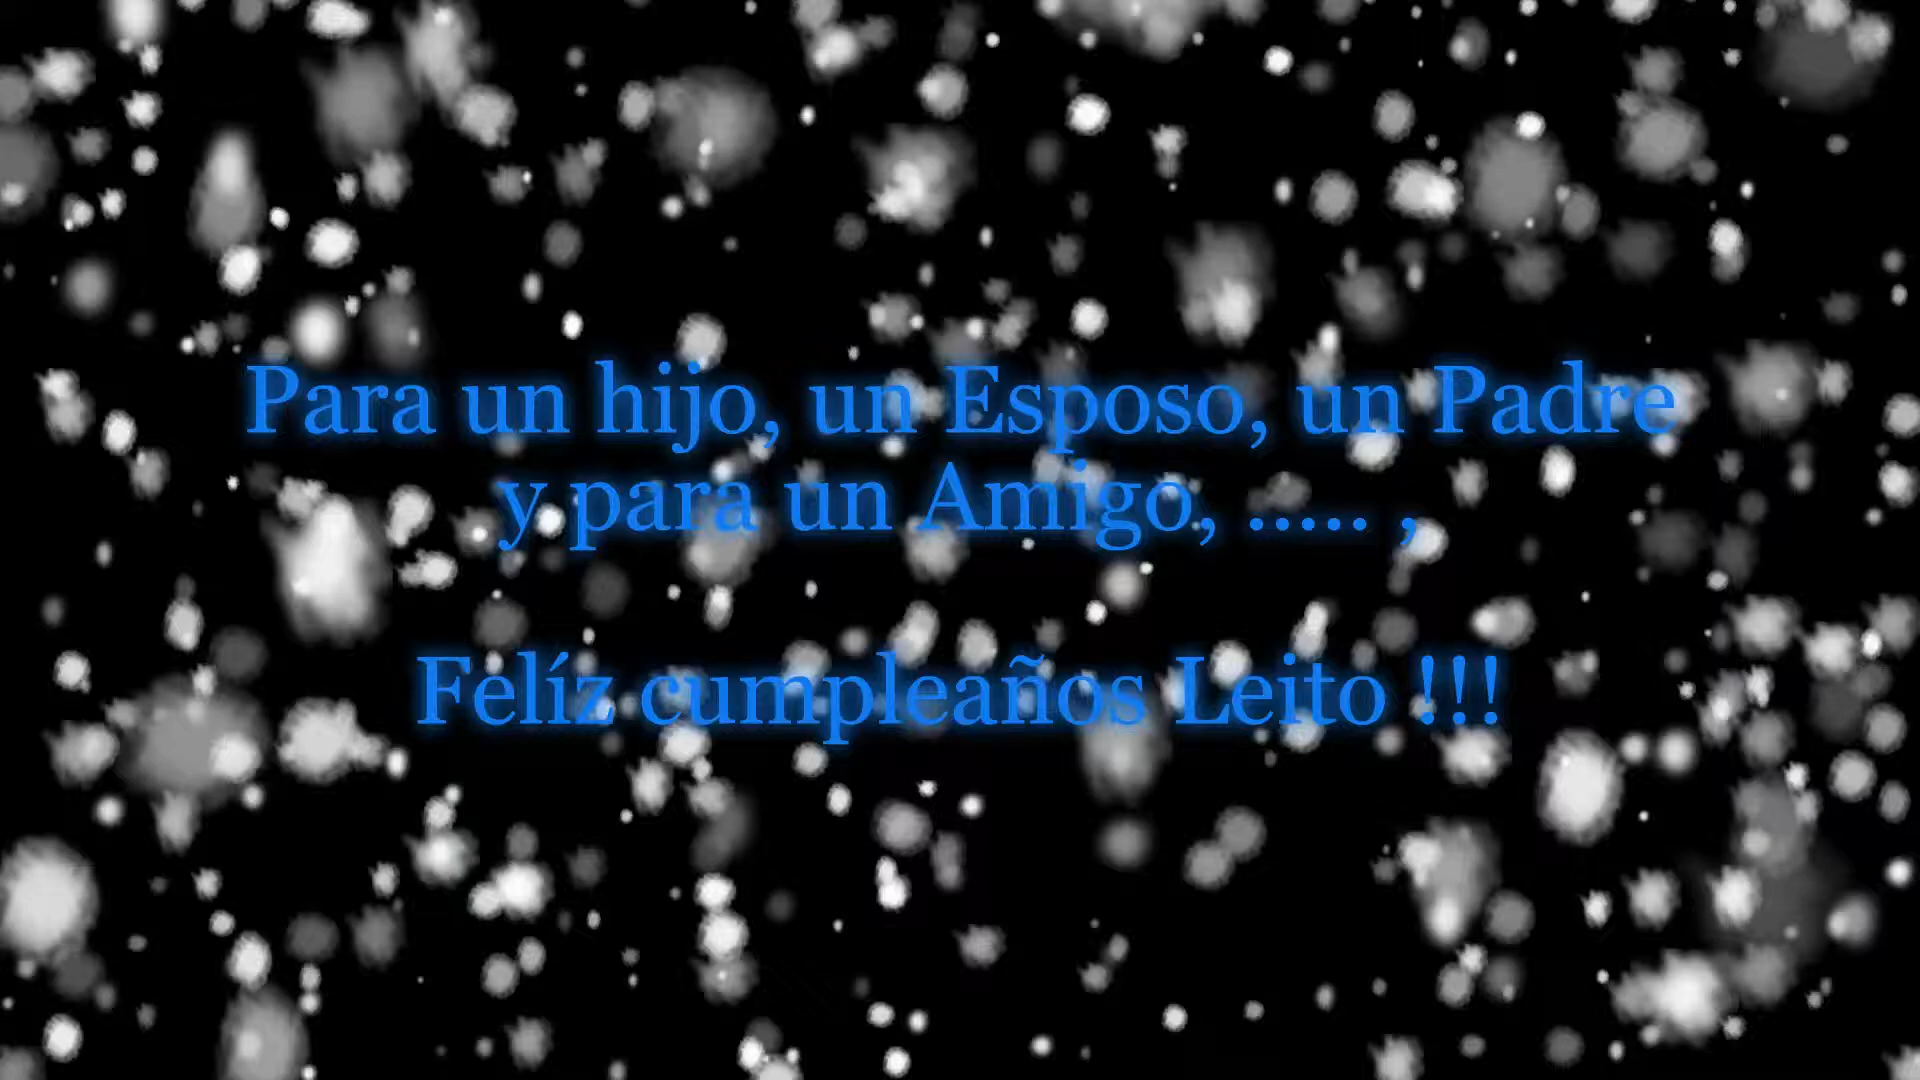 Para un hijo, un Esposo, un Padre
y para un Amigo, ..... ,
Felíz cumpleaños Leito !!!